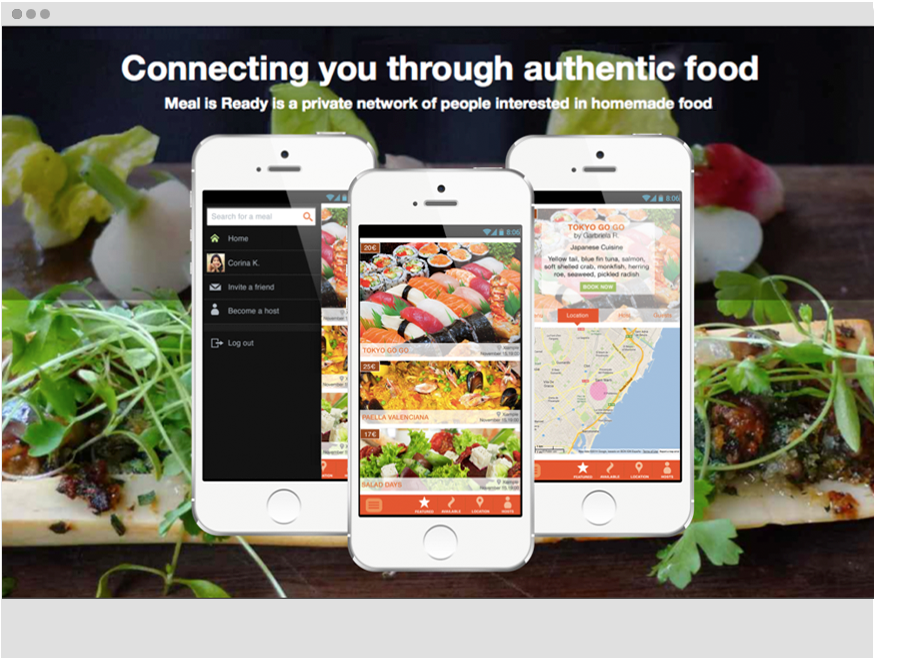 Connecting you through authentic food
Meal is Ready is a private network of people interested in homemade food
Search for a meal
Home
Corina K.
Invite a friend
Become a host
Log out
8:06
20€
TOKYO GO GO
25€
PAELLA VALENCIANA
17€
SALAD DAYS
FEATURED
AVAILABLE
LOCATION
HOSTS
8:06
TOKYO GO GO
by Gabriela R.
Japanese Cuisine
Yellow tail, blue fin tuna, salmon,
soft shelled crab, monkfish, herring
roe, seaweed, pickled radish
BOOK NOW
Location
Guests
FEATURED
AVAILABLE
LOCATION
HOSTS